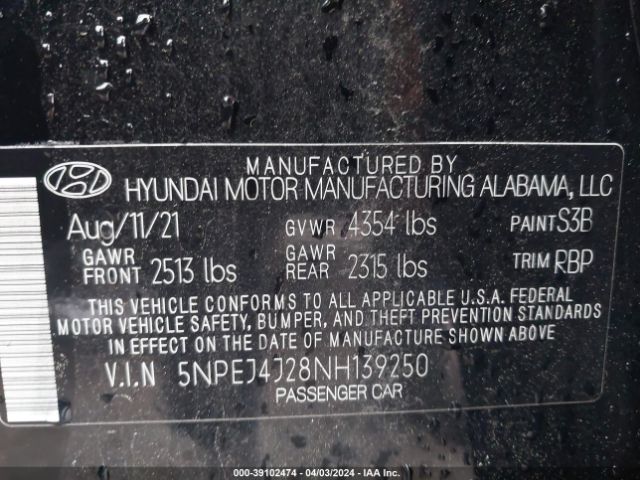 MANUFACTURED BY
HYUNDAI MOTOR MANUFACTURING ALABAMA, LLC
Aug/11/21 GVWR 4354 lbs PAINT S3B
GAWR FRONT 2513 lbs GAWR REAR 2315 lbs TRIM RBP
THIS VEHICLE CONFORMS TO ALL APPLICABLE U.S.A. FEDERAL
MOTOR VEHICLE SAFETY, BUMPER, AND THEFT PREVENTION STANDARDS
IN EFFECT ON THE DATE OF MANUFACTURE SHOWN ABOVE
V.I.N 5NPEJ4J28NH139250
PASSENGER CAR
000-39102474 - 04/03/2024 - IAA Inc.